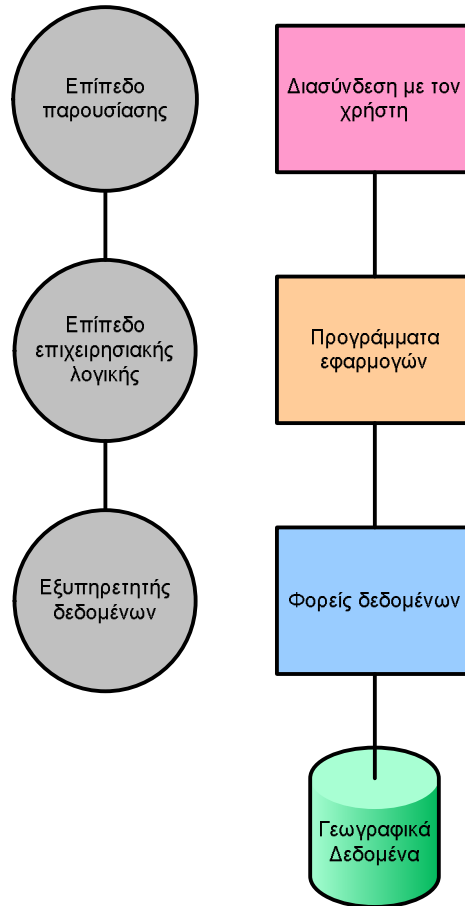 Επίπεδο
παρουσίασης
Διασύνδεση με τον
χρήστη
Επίπεδο
επιχειρησιακής
λογικής
Προγράμματα
εφαρμογών
Εξυπηρετητής
δεδομένων
Φορείς δεδομένων
Γεωγραφικά
Δεδομένα